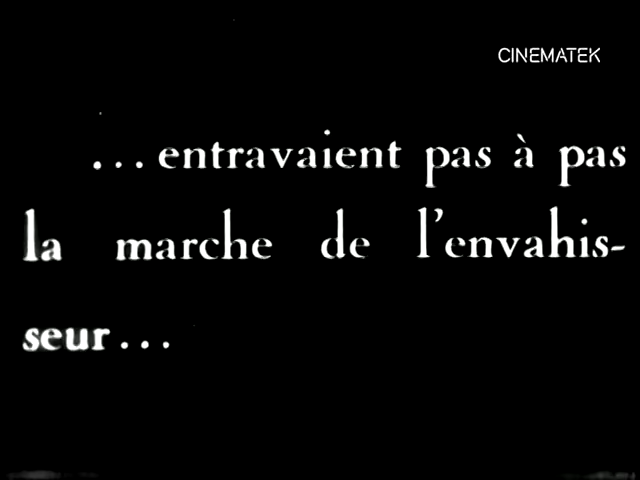 CINEMATEK
...entravaient pas à pas
la marche de l'envahis-
seur...